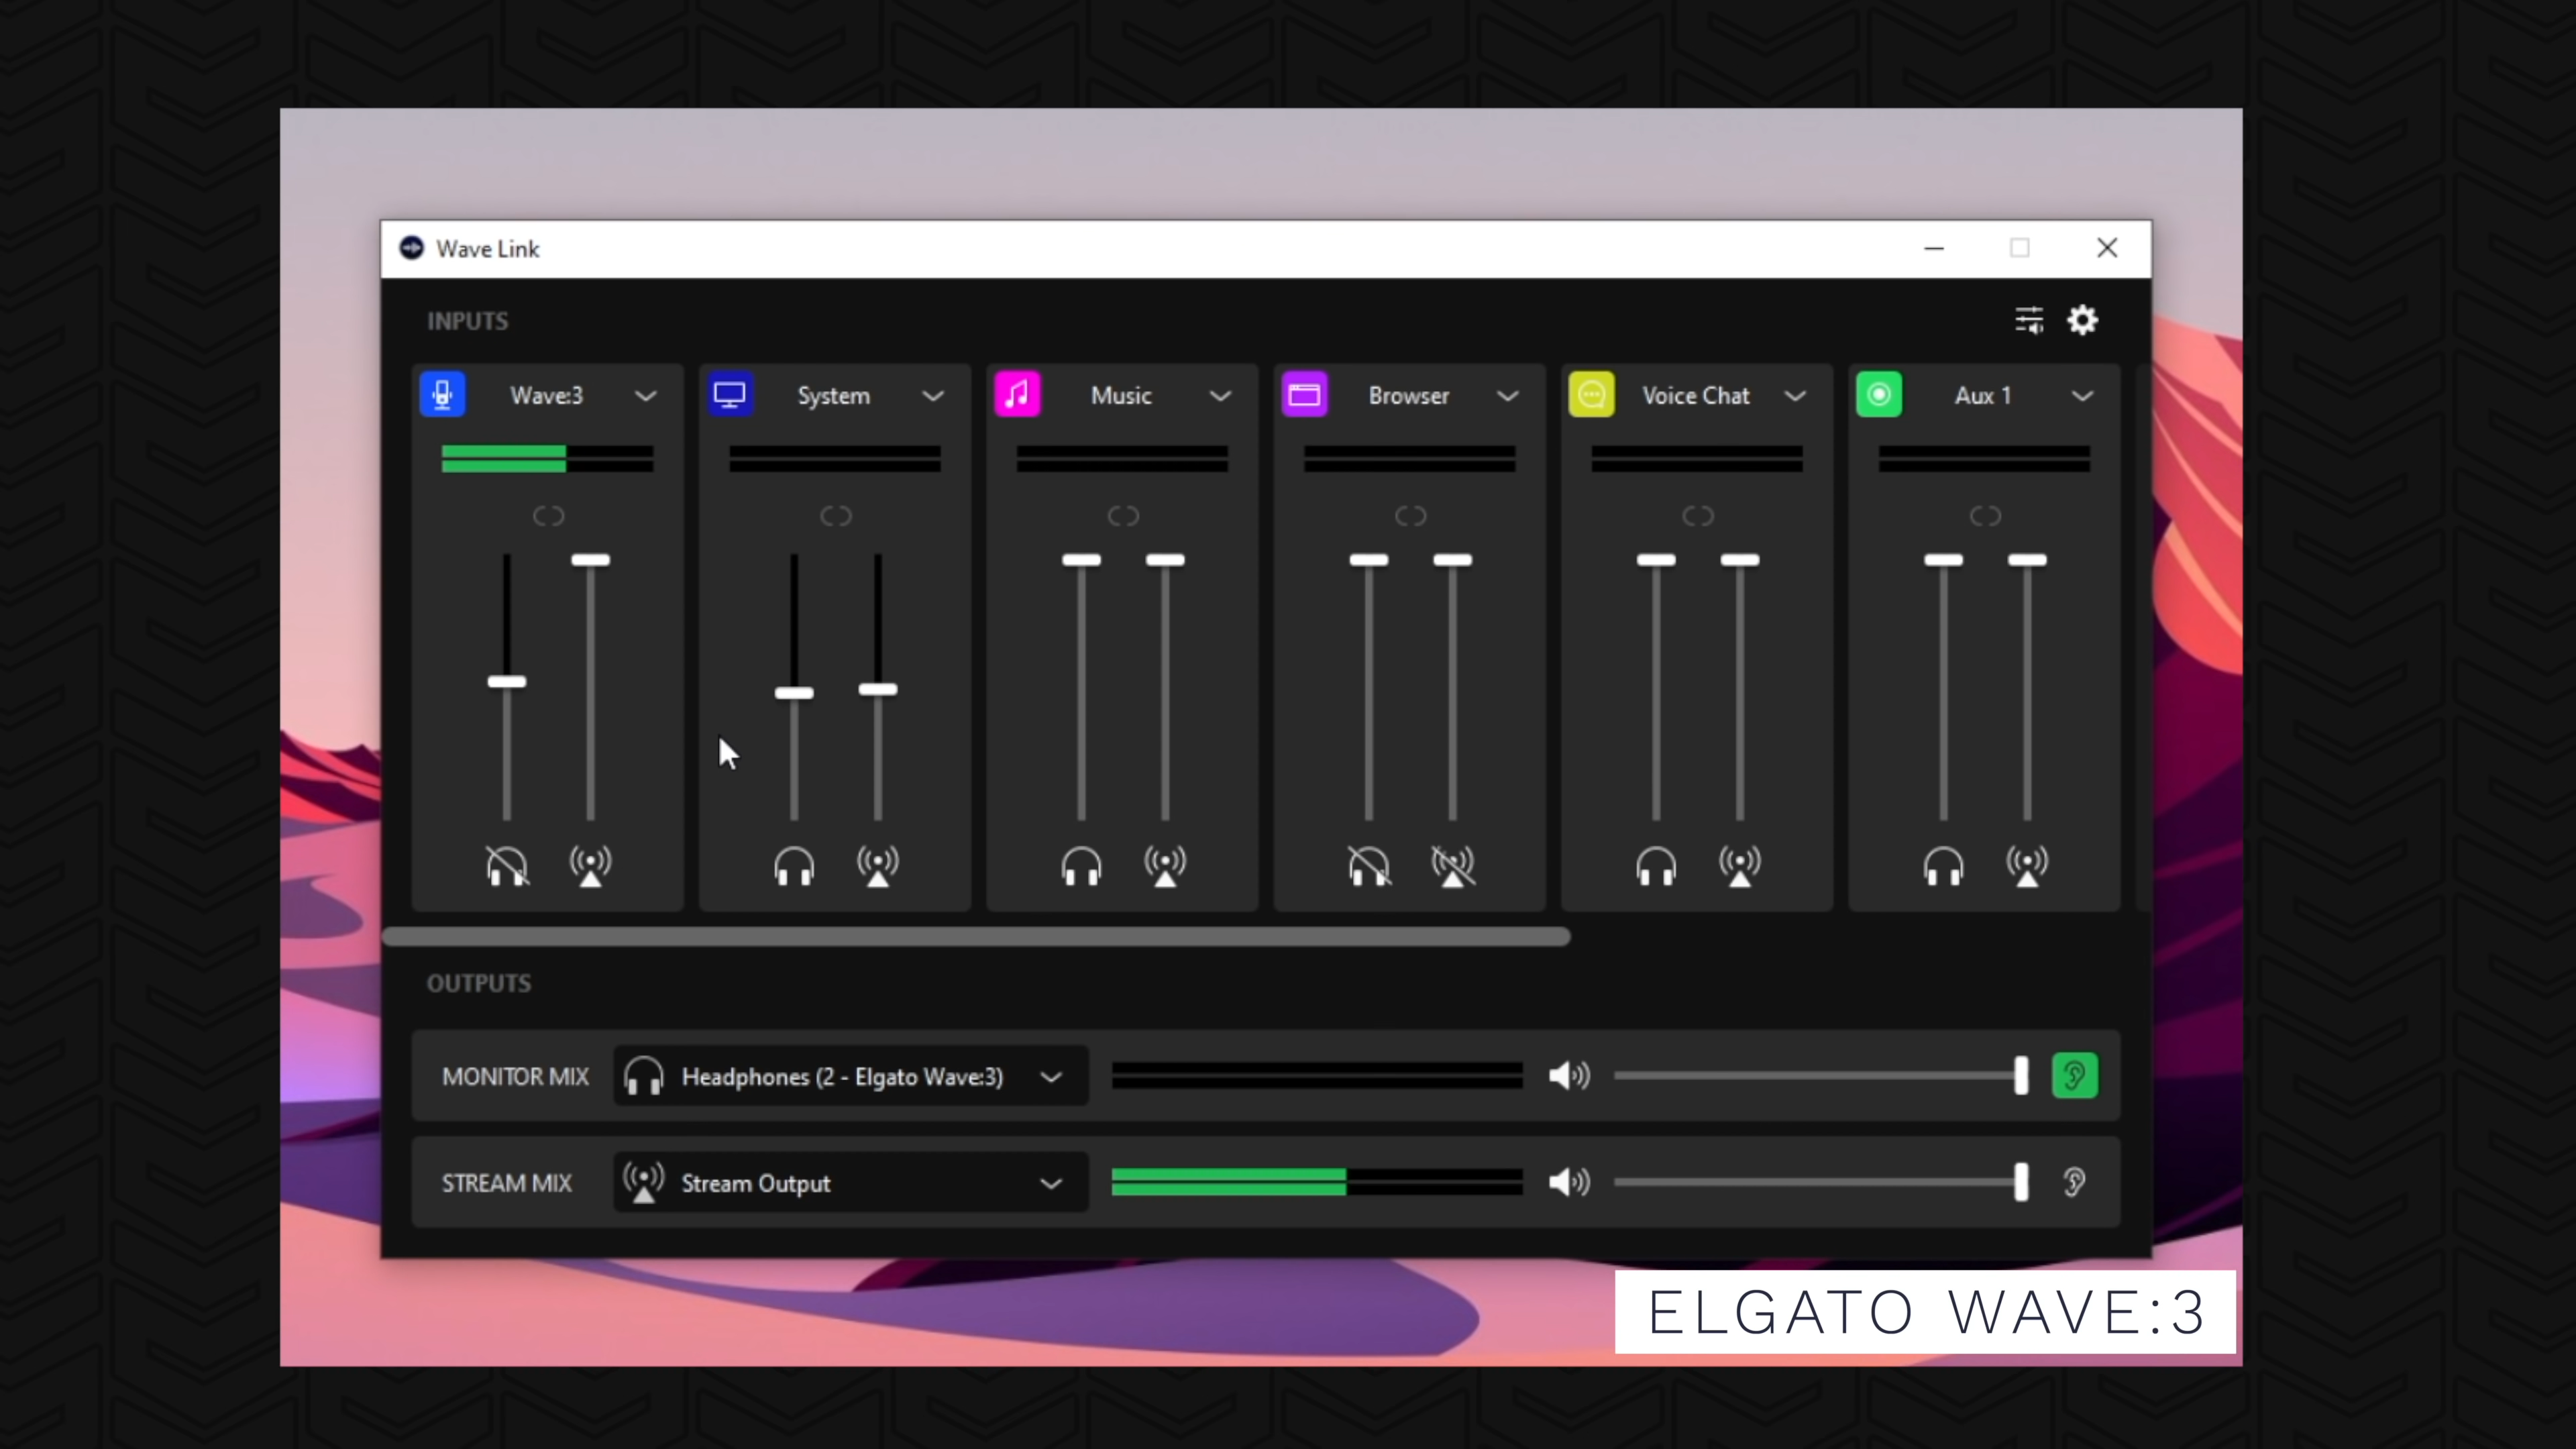 Wave Link
INPUTS
Wave:3
System
Music
Browser
Voice Chat
Aux 1
OUTPUTS
MONITOR MIX
Headphones (2 - Elgato Wave:3)
STREAM MIX
Stream Output
ELGATO WAVE:3